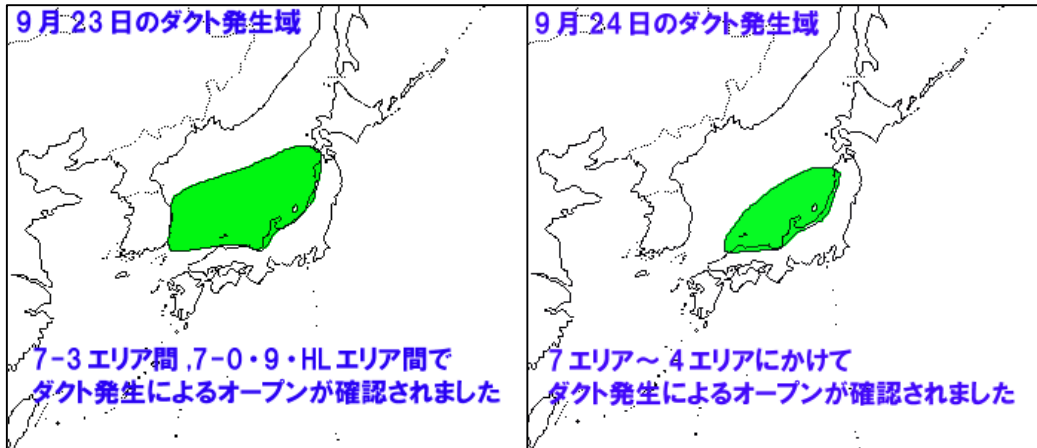 9月23日のダクト発生域
7-3エリア間,7-0・9・HLエリア間で
ダクト発生によるオープンが確認されました
9月24日のダクト発生域
7エリア～4エリアにかけて
ダクト発生によるオープンが確認されました